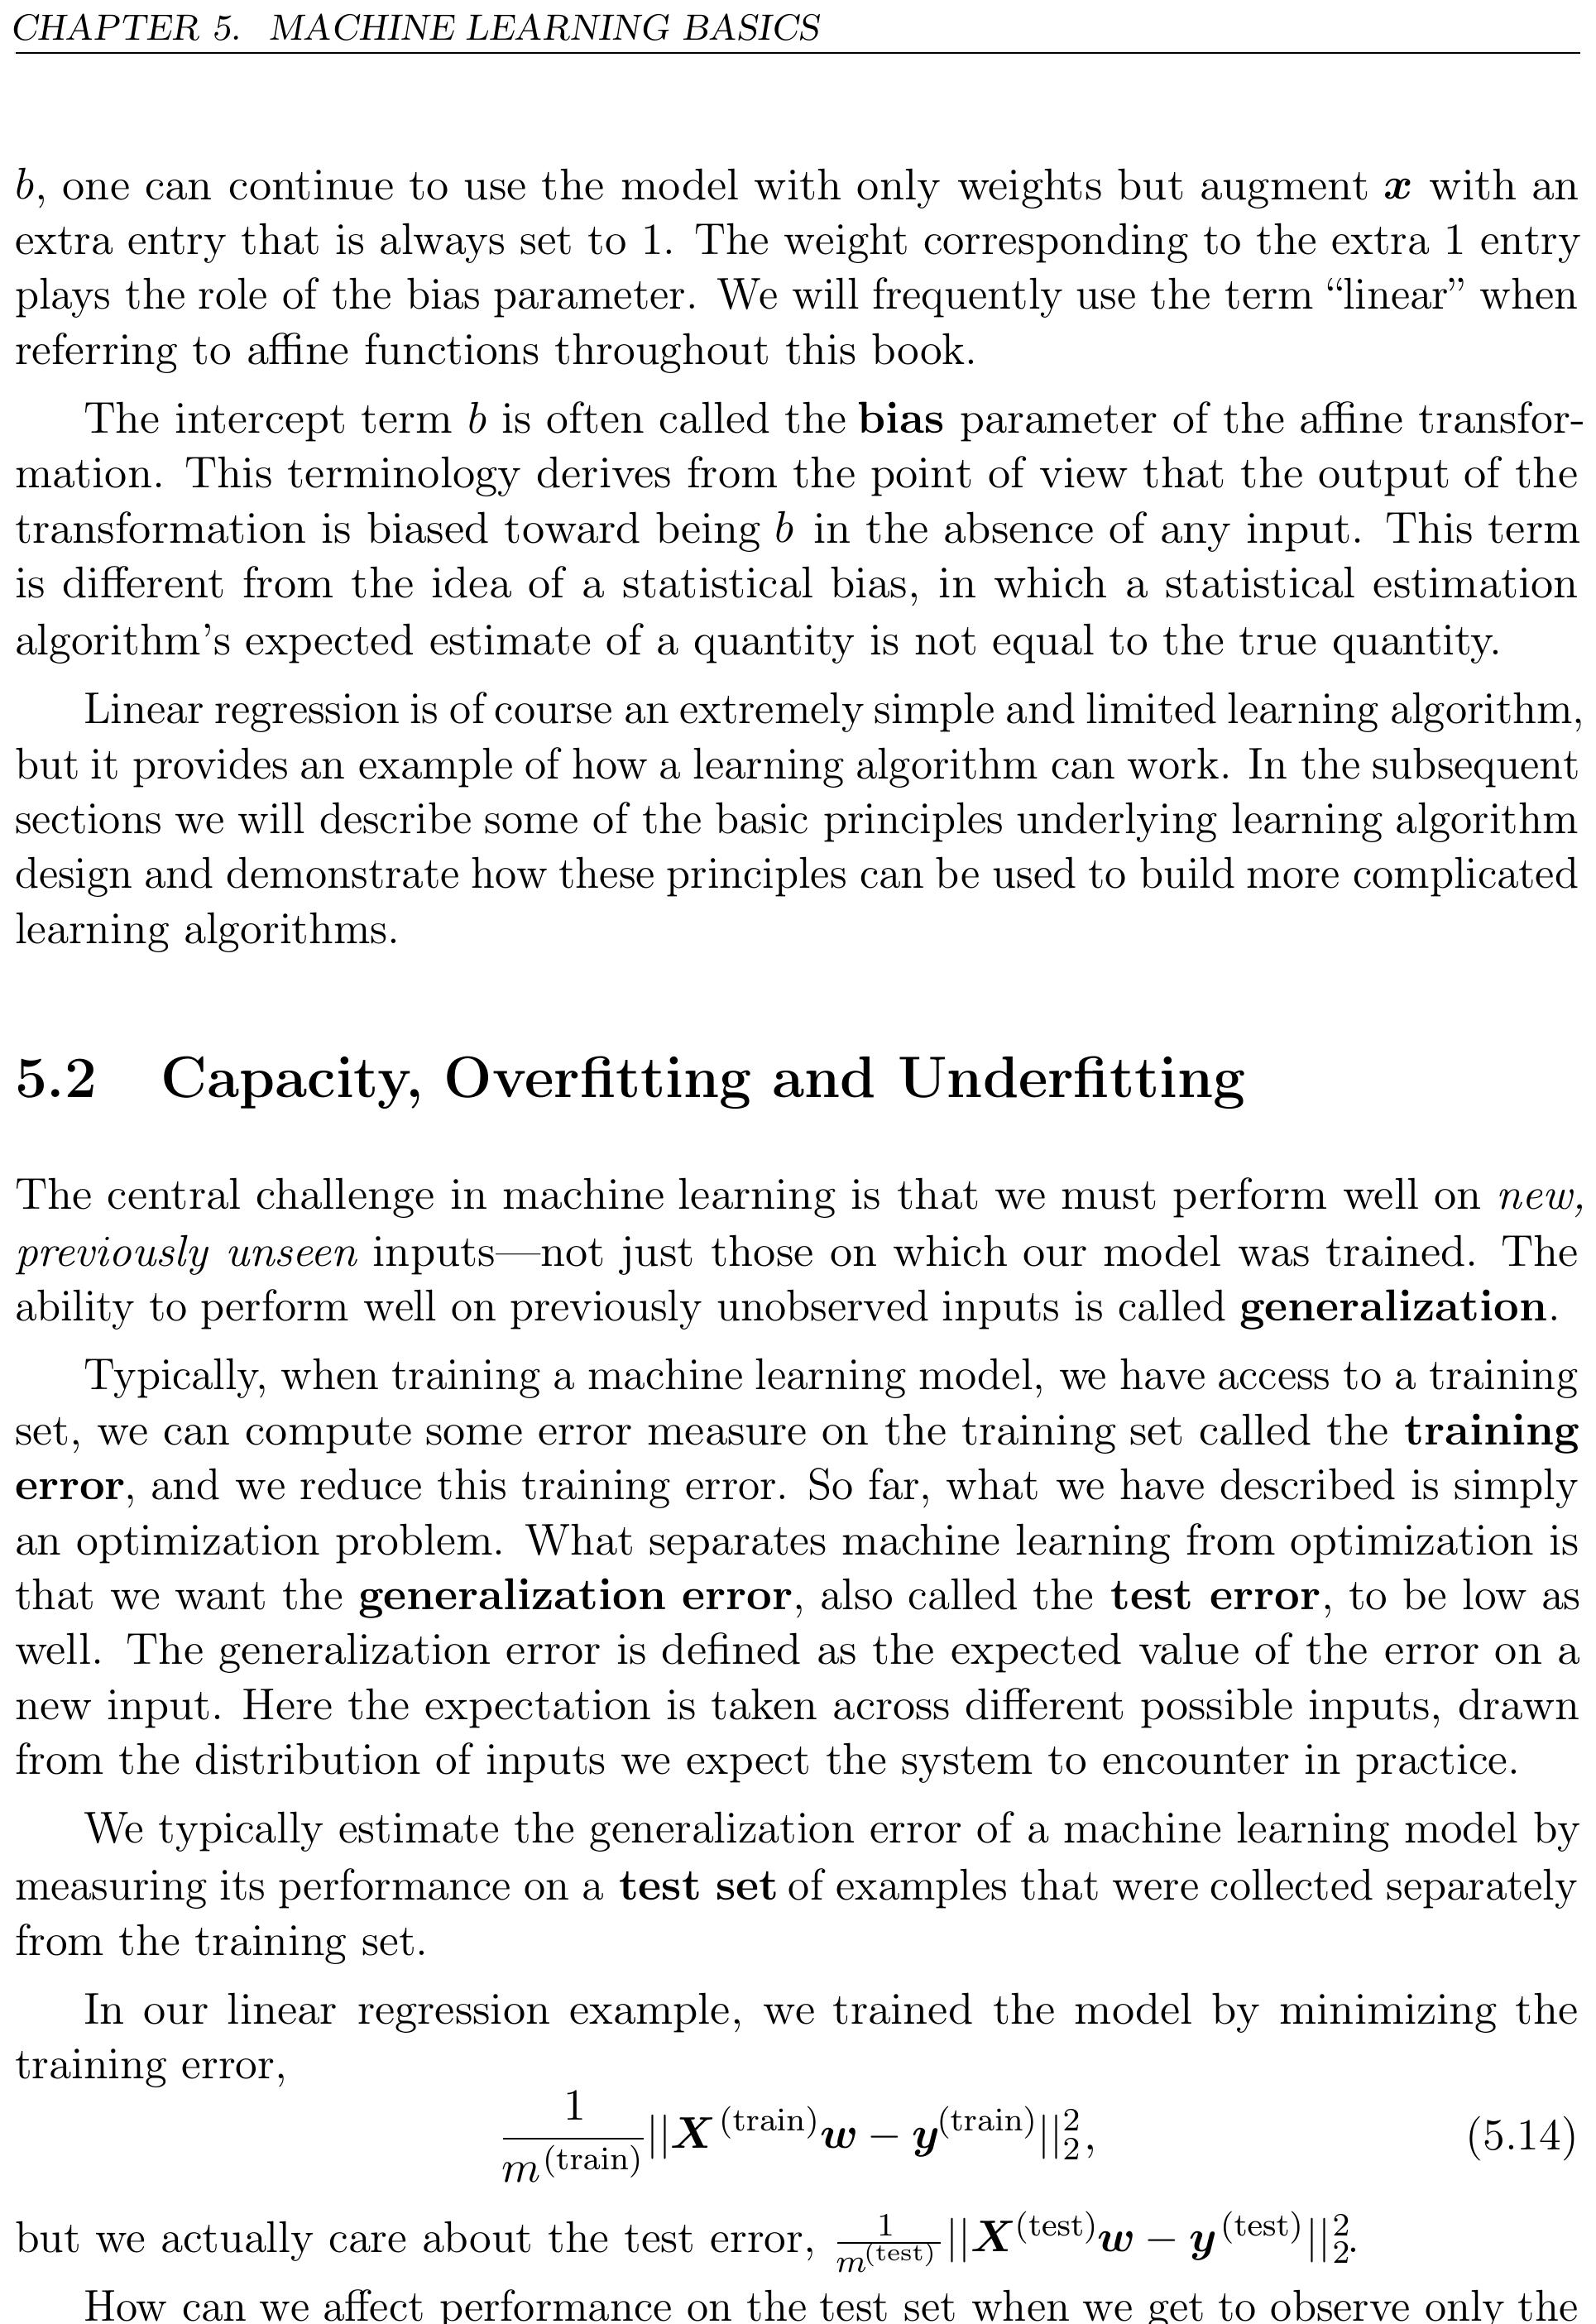 CHAPTER 5. MACHINE LEARNING BASICS
b, one can continue to use the model with only weights but augment x with an
extra entry that is always set to 1. The weight corresponding to the extra 1 entry
plays the role of the bias parameter. We will frequently use the term “linear” when
referring to affine functions throughout this book.
The intercept term b is often called the bias parameter of the affine transfor-
mation. This terminology derives from the point of view that the output of the
transformation is biased toward being b in the absence of any input. This term
is different from the idea of a statistical bias, in which a statistical estimation
algorithm’s expected estimate of a quantity is not equal to the true quantity.
Linear regression is of course an extremely simple and limited learning algorithm,
but it provides an example of how a learning algorithm can work. In the subsequent
sections we will describe some of the basic principles underlying learning algorithm
design and demonstrate how these principles can be used to build more complicated
learning algorithms.
5.2 Capacity, Overfitting and Underfitting
The central challenge in machine learning is that we must perform well on new,
previously unseen inputs—not just those on which our model was trained. The
ability to perform well on previously unobserved inputs is called generalization.
Typically, when training a machine learning model, we have access to a training
set, we can compute some error measure on the training set called the training
error, and we reduce this training error. So far, what we have described is simply
an optimization problem. What separates machine learning from optimization is
that we want the generalization error, also called the test error, to be low as
well. The generalization error is defined as the expected value of the error on a
new input. Here the expectation is taken across different possible inputs, drawn
from the distribution of inputs we expect the system to encounter in practice.
We typically estimate the generalization error of a machine learning model by
measuring its performance on a test set of examples that were collected separately
from the training set.
In our linear regression example, we trained the model by minimizing the
training error,
\frac{1}{m^{(train)}} ||X^{(train)} w − y^{(train)}||_2^2, (5.14)
but we actually care about the test error, \frac{1}{m^{(test)}} ||X^{(test)} w − y^{(test)}||_2^2.
How can we affect performance on the test set when we get to observe only the